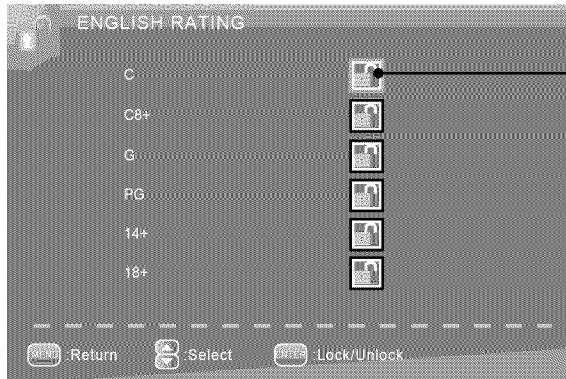 ENGLISH RATING
C
C8+
G
PG
14+
18+
MENU :Return :Select ENTER :Lock/Unlock